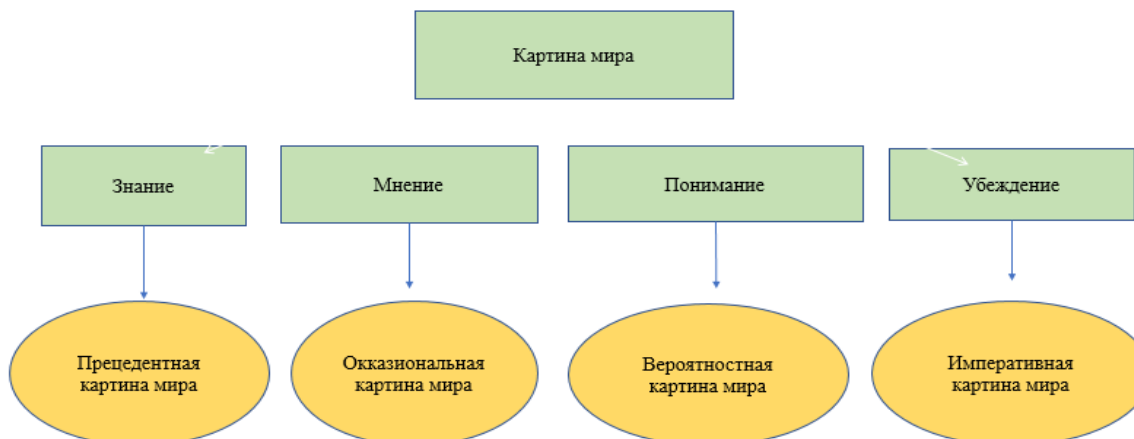 Картина мира
Знание
Мнение
Понимание
Убеждение
Прецедентная
картина мира
Окказиональная
картина мира
Вероятностная
картина мира
Императивная
картина мира